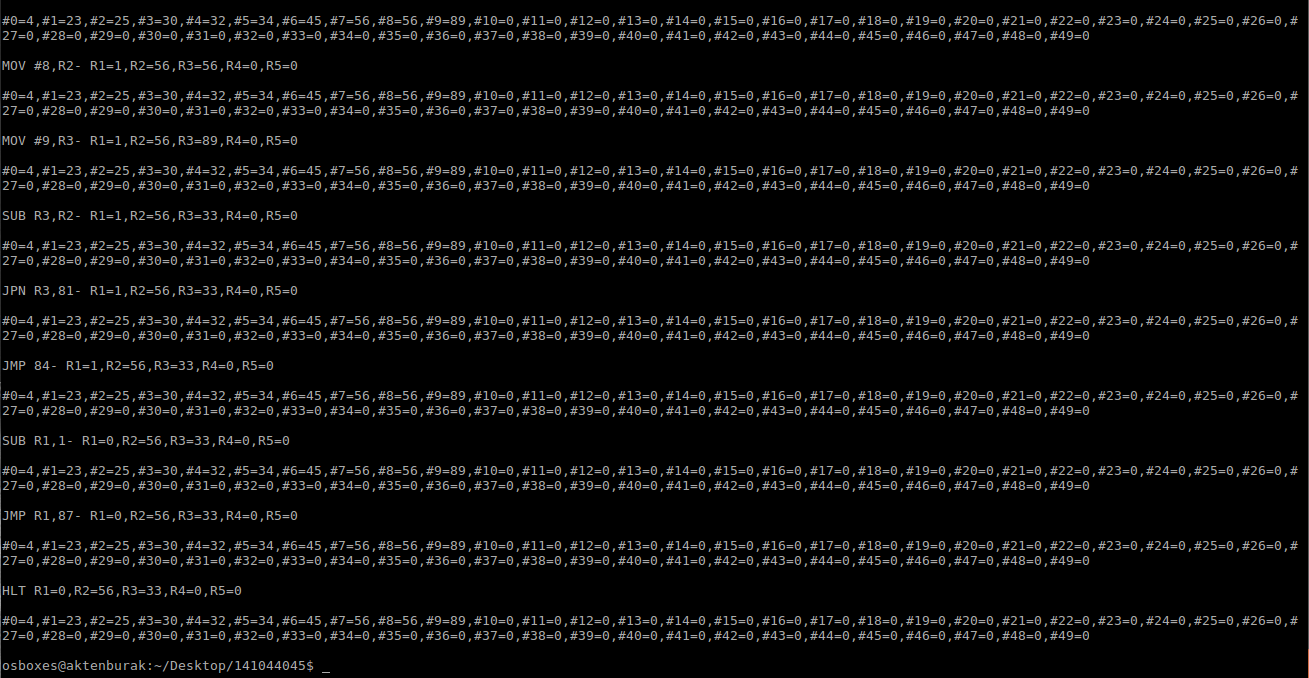 #0=4,#1=23,#2=25,#3=30,#4=32,#5=34,#6=45,#7=56,#8=56,#9=89,#10=0,#11=0,#12=0,#13=0,#14=0,#15=0,#16=0,#17=0,#18=0,#19=0,#20=0,#21=0,#22=0,#23=0,#24=0,#25=0,#26=0,#
27=0,#28=0,#29=0,#30=0,#31=0,#32=0,#33=0,#34=0,#35=0,#36=0,#37=0,#38=0,#39=0,#40=0,#41=0,#42=0,#43=0,#44=0,#45=0,#46=0,#47=0,#48=0,#49=0
MOV #8,R2- R1=1,R2=56,R3=56,R4=0,R5=0
#0=4,#1=23,#2=25,#3=30,#4=32,#5=34,#6=45,#7=56,#8=56,#9=89,#10=0,#11=0,#12=0,#13=0,#14=0,#15=0,#16=0,#17=0,#18=0,#19=0,#20=0,#21=0,#22=0,#23=0,#24=0,#25=0,#26=0,#
27=0,#28=0,#29=0,#30=0,#31=0,#32=0,#33=0,#34=0,#35=0,#36=0,#37=0,#38=0,#39=0,#40=0,#41=0,#42=0,#43=0,#44=0,#45=0,#46=0,#47=0,#48=0,#49=0
MOV #9,R3- R1=1,R2=56,R3=89,R4=0,R5=0
#0=4,#1=23,#2=25,#3=30,#4=32,#5=34,#6=45,#7=56,#8=56,#9=89,#10=0,#11=0,#12=0,#13=0,#14=0,#15=0,#16=0,#17=0,#18=0,#19=0,#20=0,#21=0,#22=0,#23=0,#24=0,#25=0,#26=0,#
27=0,#28=0,#29=0,#30=0,#31=0,#32=0,#33=0,#34=0,#35=0,#36=0,#37=0,#38=0,#39=0,#40=0,#41=0,#42=0,#43=0,#44=0,#45=0,#46=0,#47=0,#48=0,#49=0
SUB R3,R2- R1=1,R2=56,R3=33,R4=0,R5=0
#0=4,#1=23,#2=25,#3=30,#4=32,#5=34,#6=45,#7=56,#8=56,#9=89,#10=0,#11=0,#12=0,#13=0,#14=0,#15=0,#16=0,#17=0,#18=0,#19=0,#20=0,#21=0,#22=0,#23=0,#24=0,#25=0,#26=0,#
27=0,#28=0,#29=0,#30=0,#31=0,#32=0,#33=0,#34=0,#35=0,#36=0,#37=0,#38=0,#39=0,#40=0,#41=0,#42=0,#43=0,#44=0,#45=0,#46=0,#47=0,#48=0,#49=0
JPN R3,81- R1=1,R2=56,R3=33,R4=0,R5=0
#0=4,#1=23,#2=25,#3=30,#4=32,#5=34,#6=45,#7=56,#8=56,#9=89,#10=0,#11=0,#12=0,#13=0,#14=0,#15=0,#16=0,#17=0,#18=0,#19=0,#20=0,#21=0,#22=0,#23=0,#24=0,#25=0,#26=0,#
27=0,#28=0,#29=0,#30=0,#31=0,#32=0,#33=0,#34=0,#35=0,#36=0,#37=0,#38=0,#39=0,#40=0,#41=0,#42=0,#43=0,#44=0,#45=0,#46=0,#47=0,#48=0,#49=0
JMP 84- R1=1,R2=56,R3=33,R4=0,R5=0
#0=4,#1=23,#2=25,#3=30,#4=32,#5=34,#6=45,#7=56,#8=56,#9=89,#10=0,#11=0,#12=0,#13=0,#14=0,#15=0,#16=0,#17=0,#18=0,#19=0,#20=0,#21=0,#22=0,#23=0,#24=0,#25=0,#26=0,#
27=0,#28=0,#29=0,#30=0,#31=0,#32=0,#33=0,#34=0,#35=0,#36=0,#37=0,#38=0,#39=0,#40=0,#41=0,#42=0,#43=0,#44=0,#45=0,#46=0,#47=0,#48=0,#49=0
SUB R1,1- R1=0,R2=56,R3=33,R4=0,R5=0
#0=4,#1=23,#2=25,#3=30,#4=32,#5=34,#6=45,#7=56,#8=56,#9=89,#10=0,#11=0,#12=0,#13=0,#14=0,#15=0,#16=0,#17=0,#18=0,#19=0,#20=0,#21=0,#22=0,#23=0,#24=0,#25=0,#26=0,#
27=0,#28=0,#29=0,#30=0,#31=0,#32=0,#33=0,#34=0,#35=0,#36=0,#37=0,#38=0,#39=0,#40=0,#41=0,#42=0,#43=0,#44=0,#45=0,#46=0,#47=0,#48=0,#49=0
JMP R1,87- R1=0,R2=56,R3=33,R4=0,R5=0
#0=4,#1=23,#2=25,#3=30,#4=32,#5=34,#6=45,#7=56,#8=56,#9=89,#10=0,#11=0,#12=0,#13=0,#14=0,#15=0,#16=0,#17=0,#18=0,#19=0,#20=0,#21=0,#22=0,#23=0,#24=0,#25=0,#26=0,#
27=0,#28=0,#29=0,#30=0,#31=0,#32=0,#33=0,#34=0,#35=0,#36=0,#37=0,#38=0,#39=0,#40=0,#41=0,#42=0,#43=0,#44=0,#45=0,#46=0,#47=0,#48=0,#49=0
HLT R1=0,R2=56,R3=33,R4=0,R5=0
#0=4,#1=23,#2=25,#3=30,#4=32,#5=34,#6=45,#7=56,#8=56,#9=89,#10=0,#11=0,#12=0,#13=0,#14=0,#15=0,#16=0,#17=0,#18=0,#19=0,#20=0,#21=0,#22=0,#23=0,#24=0,#25=0,#26=0,#
27=0,#28=0,#29=0,#30=0,#31=0,#32=0,#33=0,#34=0,#35=0,#36=0,#37=0,#38=0,#39=0,#40=0,#41=0,#42=0,#43=0,#44=0,#45=0,#46=0,#47=0,#48=0,#49=0
osboxes@aktenburak:~/Desktop/141044045$ _